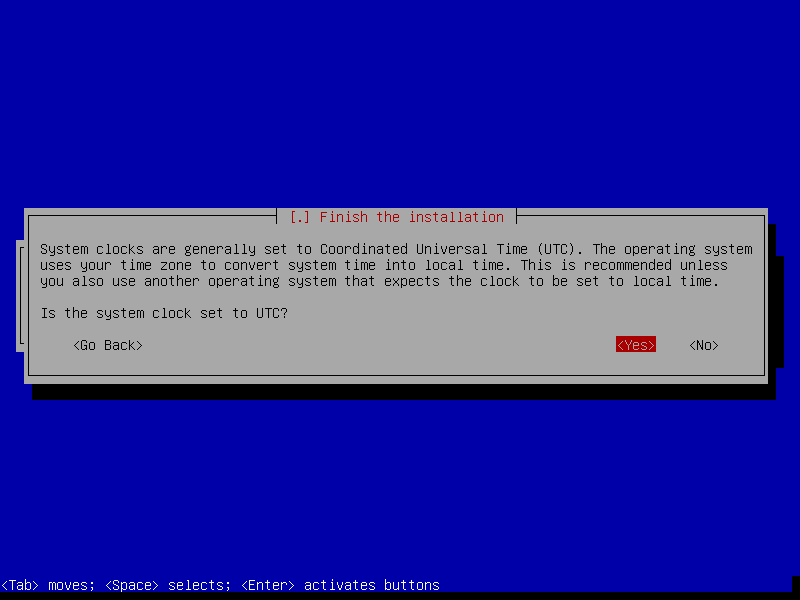 [.] Finish the installation
System clocks are generally set to Coordinated Universal Time (UTC). The operating system
uses your time zone to convert system time into local time. This is recommended unless
you also use another operating system that expects the clock to be set to local time.
Is the system clock set to UTC?
<Go Back> <Yes> <No>
<Tab> moves; <Space> selects; <Enter> activates buttons